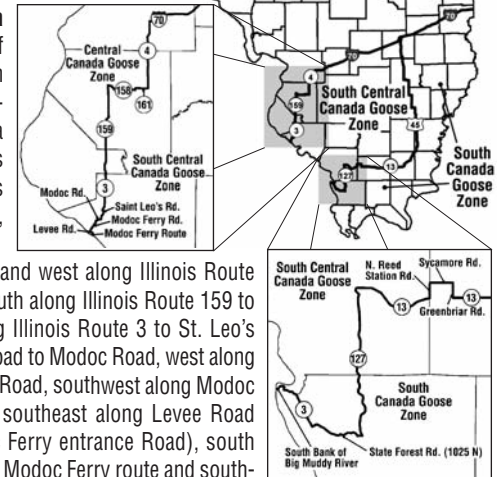 70
Central
Canada Goose
Zone
4
158
161
159
South Central
Canada Goose
Zone
3
Modoc Rd.
Saint Leo's Rd.
Modoc Ferry Rd.
Levee Rd.
Modoc Ferry Route
70
70
4
South Central
Canada Goose
Zone
159
3
45
South
Canada
Goose
Zone
127
13
and west along Illinois Route
uth along Illinois Route 159 to
g Illinois Route 3 to St. Leo's
oad to Modoc Road, west along
Road, southwest along Modoc
southeast along Levee Road
Ferry entrance Road), south
Modoc Ferry route and south-
South Central
Canada Goose
Zone
N. Reed
Station Rd.
Sycamore Rd.
13
13
Greenbriar Rd.
127
South
Canada Goose
Zone
3
South Bank of
Big Muddy River
State Forest Rd. (1025 N)